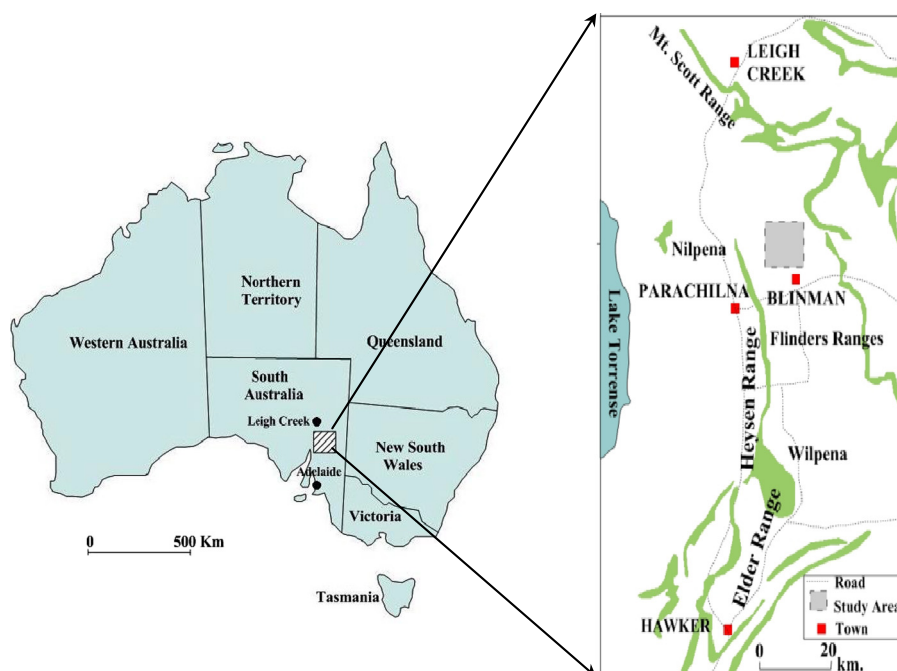 Northern
Territory
Western Australia
Queensland
South
Australia
Leigh Creek
New South
Wales
Adelaide
Victoria
0 500 Km
Tasmania
LEIGH
CREEK
Mt. Scott Range
Nilpena
PARACHILNA
BLINMAN
Lake Torrense
Flinders Ranges
Heysen Range
Wilpena
Elder Range
HAWKER
Road
Study Area
Town
0 20
km.